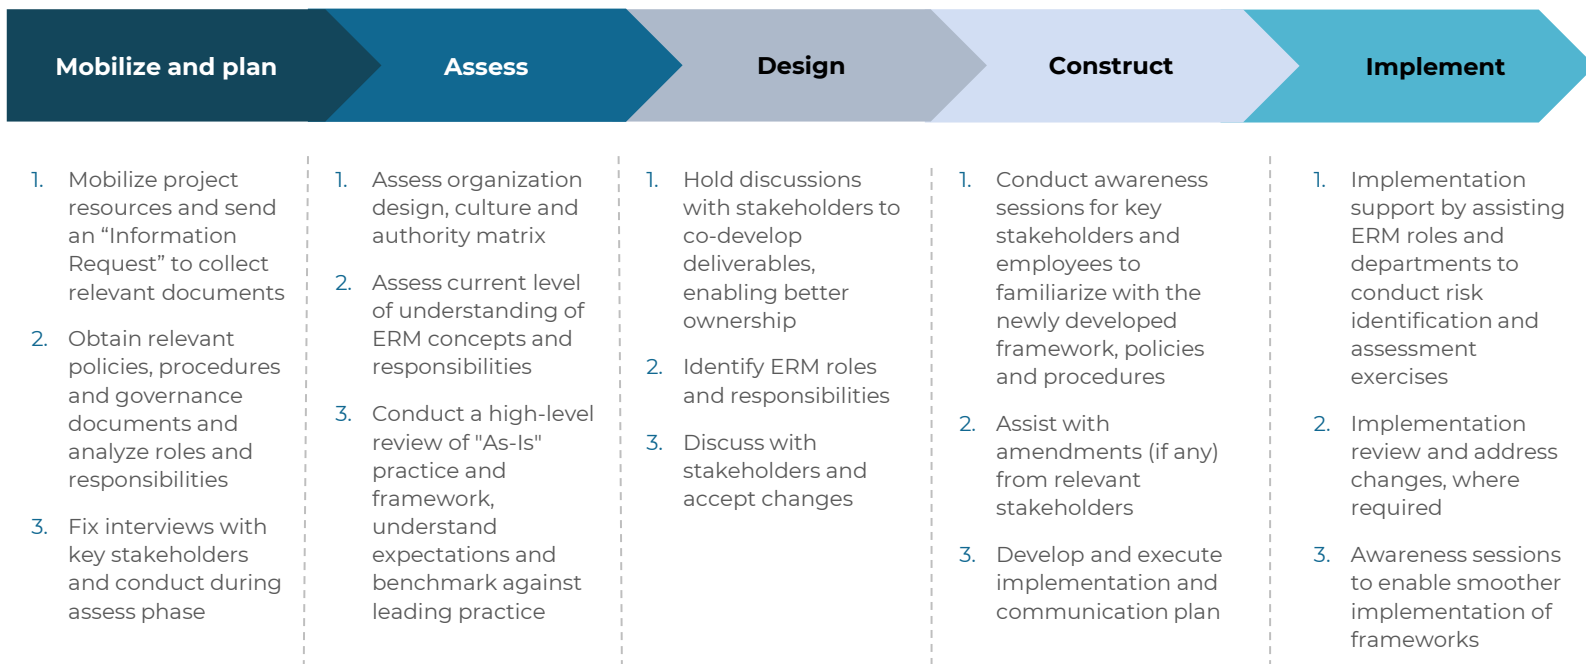 Mobilize and plan
Assess
Design
Construct
Implement
1. Mobilize project
resources and send
an “Information
Request” to collect
relevant documents
2. Obtain relevant
policies, procedures
and governance
documents and
analyze roles and
responsibilities
3. Fix interviews with
key stakeholders
and conduct during
assess phase
1. Assess organization
design, culture and
authority matrix
2. Assess current level
of understanding of
ERM concepts and
responsibilities
3. Conduct a high-level
review of "As-Is"
practice and
framework,
understand
expectations and
benchmark against
leading practice
1. Hold discussions
with stakeholders to
co-develop
deliverables,
enabling better
ownership
2. Identify ERM roles
and responsibilities
3. Discuss with
stakeholders and
accept changes
1. Conduct awareness
sessions for key
stakeholders and
employees to
familiarize with the
newly developed
framework, policies
and procedures
2. Assist with
amendments (if any)
from relevant
stakeholders
3. Develop and execute
implementation and
communication plan
1. Implementation
support by assisting
ERM roles and
departments to
conduct risk
identification and
assessment
exercises
2. Implementation
review and address
changes, where
required
3. Awareness sessions
to enable smoother
implementation of
frameworks